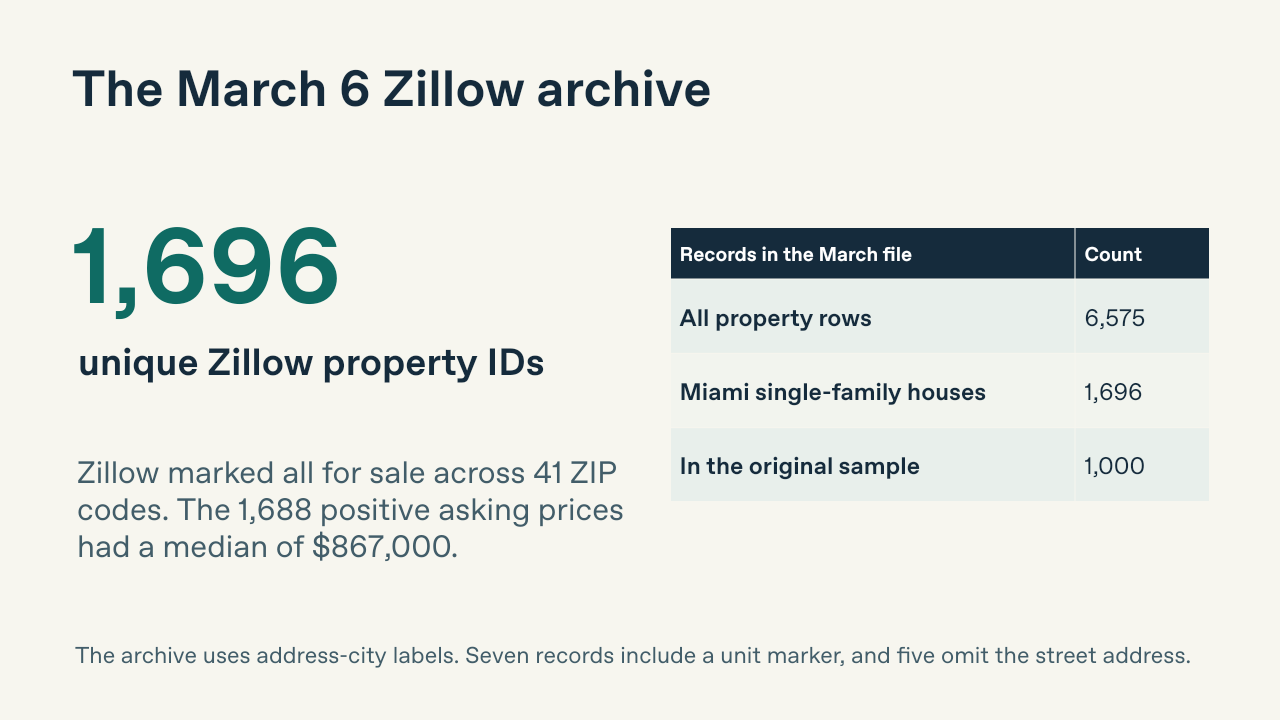 The March 6 Zillow archive
1,696
unique Zillow property IDs
Zillow marked all for sale across 41 ZIP
codes. The 1,688 positive asking prices
had a median of $867,000.
Records in the March file Count
All property rows 6,575
Miami single-family houses 1,696
In the original sample 1,000
The archive uses address-city labels. Seven records include a unit marker, and five omit the street address.